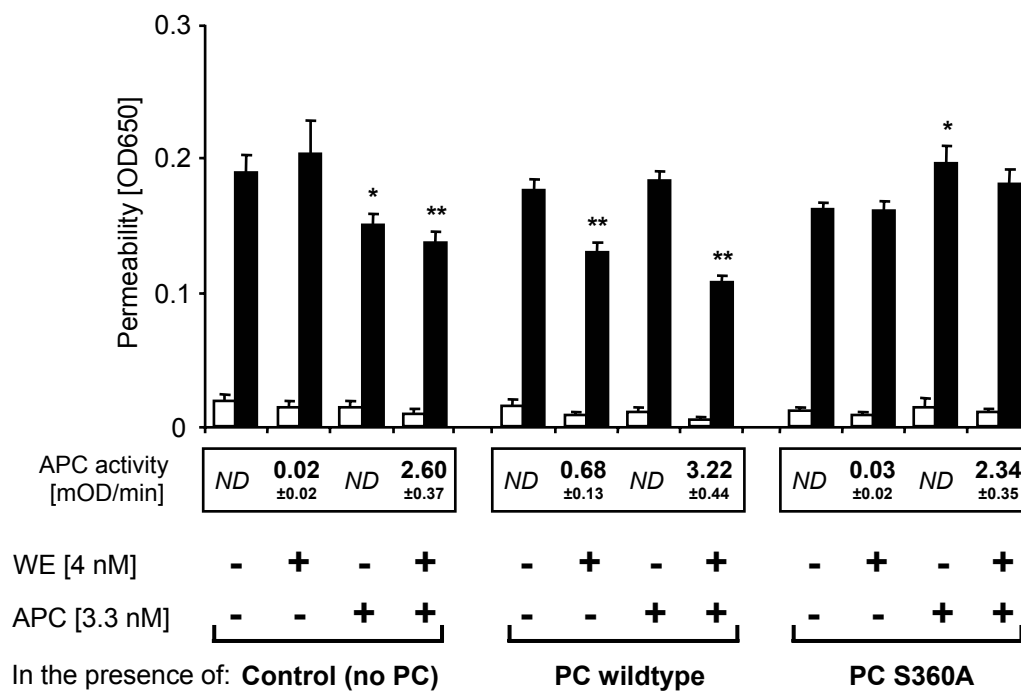 0.3
0.2
0.1
0
Permeability [OD650]
* ** ** ** *
APC activity
[mOD/min]
ND 0.02 ±0.02 ND 2.60 ±0.37
ND 0.68 ±0.13 ND 3.22 ±0.44
ND 0.03 ±0.02 ND 2.34 ±0.35
WE [4 nM] - + - + - + - + - + - +
APC [3.3 nM] - - + + - - + + - - + +
In the presence of: Control (no PC) PC wildtype PC S360A